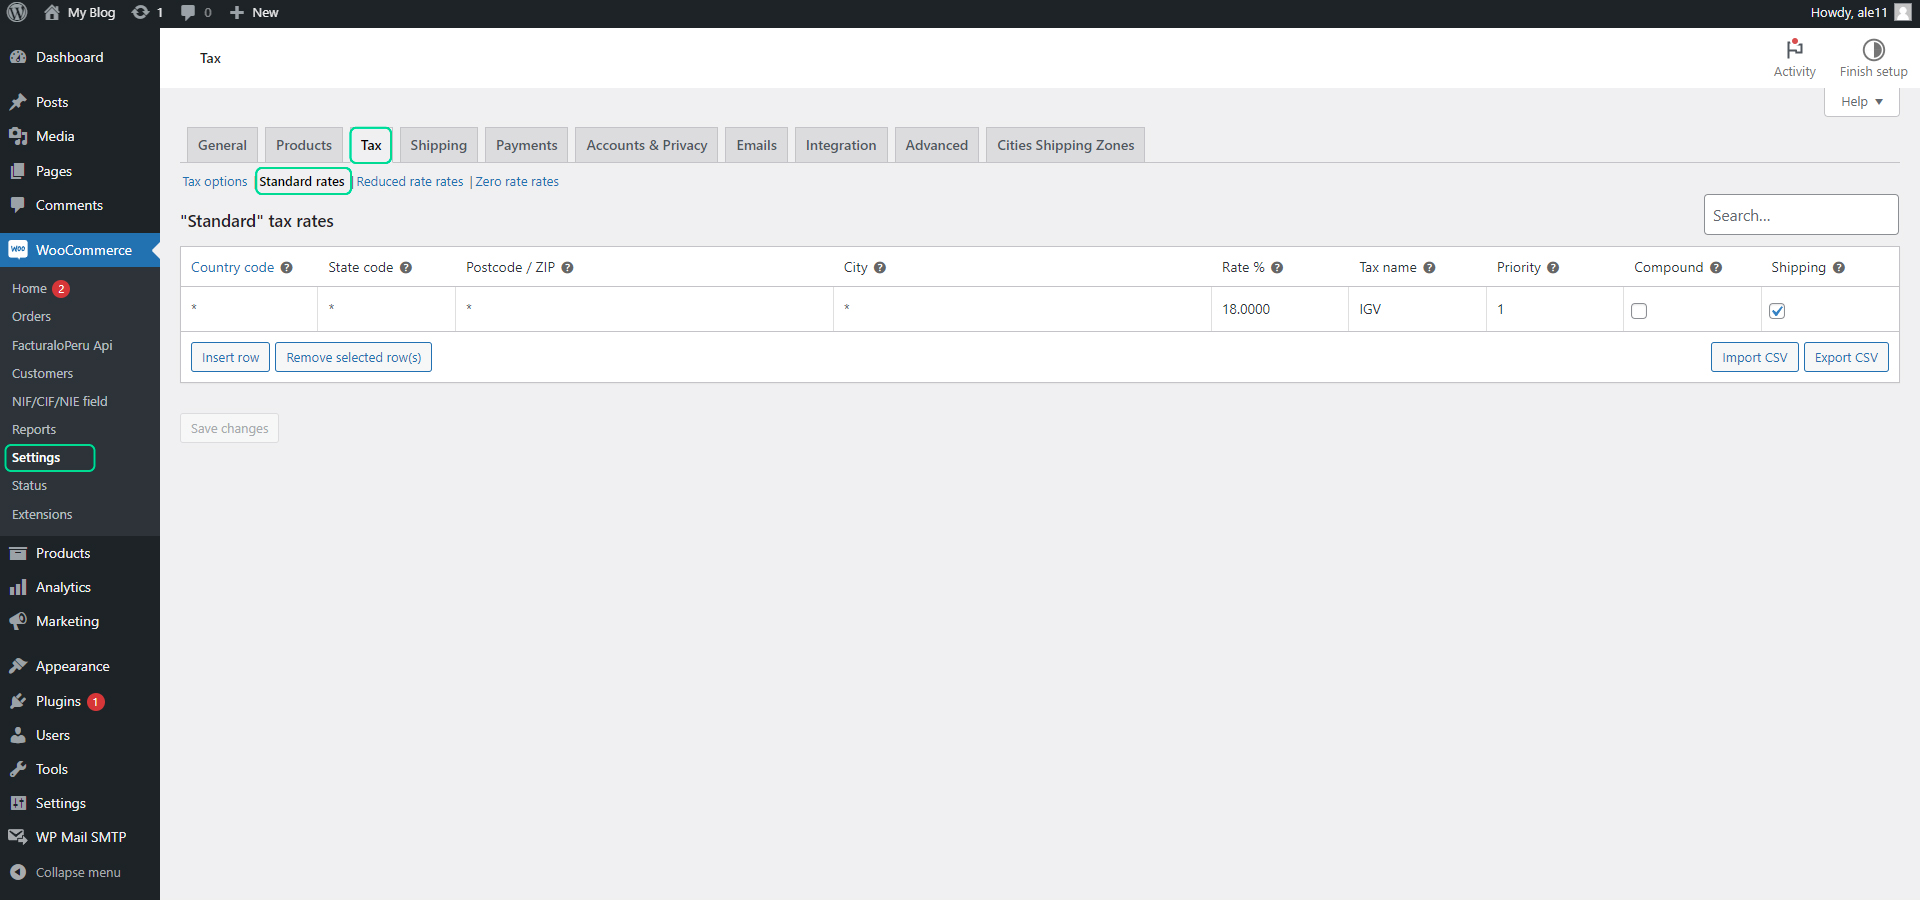 My Blog 1 0 New Howdy, ale11
Dashboard
Posts
Media
Pages
Comments
WooCommerce
Home 2
Orders
FacturaloPeru Api
Customers
NIF/CIF/NIE field
Reports
Settings
Status
Extensions
Products
Analytics
Marketing
Appearance
Plugins 1
Users
Tools
Settings
WP Mail SMTP
Collapse menu
Tax
Activity
Finish setup
Help
General Products Tax Shipping Payments Accounts & Privacy Emails Integration Advanced Cities Shipping Zones
Tax options | Standard rates | Reduced rate rates | Zero rate rates
"Standard" tax rates
Search...
Country code ? State code ? Postcode / ZIP ? City ? Rate % ? Tax name ? Priority ? Compound ? Shipping ?
* * * * 18.0000 IGV 1
Insert row Remove selected row(s) Import CSV Export CSV
Save changes